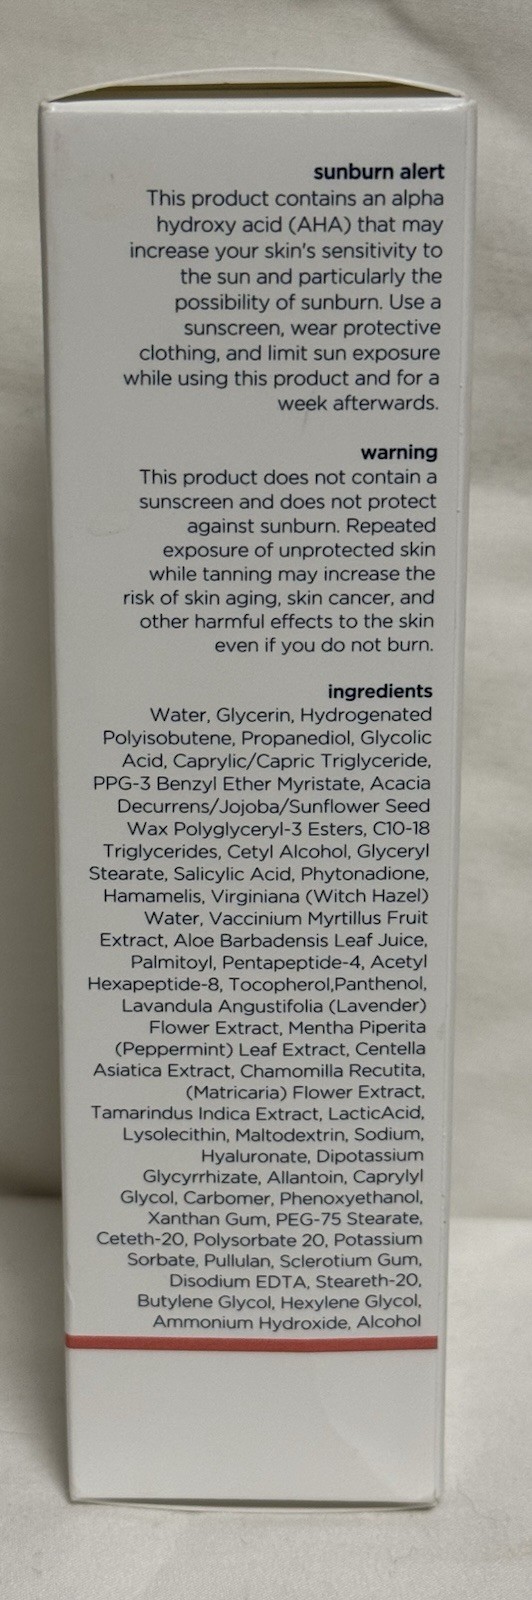 sunburn alert
This product contains an alpha
hydroxy acid (AHA) that may
increase your skin's sensitivity to
the sun and particularly the
possibility of sunburn. Use a
sunscreen, wear protective
clothing, and limit sun exposure
while using this product and for a
week afterwards.
warning
This product does not contain a
sunscreen and does not protect
against sunburn. Repeated
exposure of unprotected skin
while tanning may increase the
risk of skin aging, skin cancer, and
other harmful effects to the skin
even if you do not burn.
ingredients
Water, Glycerin, Hydrogenated
Polyisobutene, Propanediol, Glycolic
Acid, Caprylic/Capric Triglyceride,
PPG-3 Benzyl Ether Myristate, Acacia
Decurrens/Jojoba/Sunflower Seed
Wax Polyglyceryl-3 Esters, C10-18
Triglycerides, Cetyl Alcohol, Glyceryl
Stearate, Salicylic Acid, Phytonadione,
Hamamelis, Virginiana (Witch Hazel)
Water, Vaccinium Myrtillus Fruit
Extract, Aloe Barbadensis Leaf Juice,
Palmitoyl, Pentapeptide-4, Acetyl
Hexapeptide-8, Tocopherol,Panthenol,
Lavandula Angustifolia (Lavender)
Flower Extract, Mentha Piperita
(Peppermint) Leaf Extract, Centella
Asiatica Extract, Chamomilla Recutita,
(Matricaria) Flower Extract,
Tamarindus Indica Extract, LacticAcid,
Lysolecithin, Maltodextrin, Sodium,
Hyaluronate, Dipotassium
Glycyrrhizate, Allantoin, Caprylyl
Glycol, Carbomer, Phenoxyethanol,
Xanthan Gum, PEG-75 Stearate,
Ceteth-20, Polysorbate 20, Potassium
Sorbate, Pullulan, Sclerotium Gum,
Disodium EDTA, Steareth-20,
Butylene Glycol, Hexylene Glycol,
Ammonium Hydroxide, Alcohol